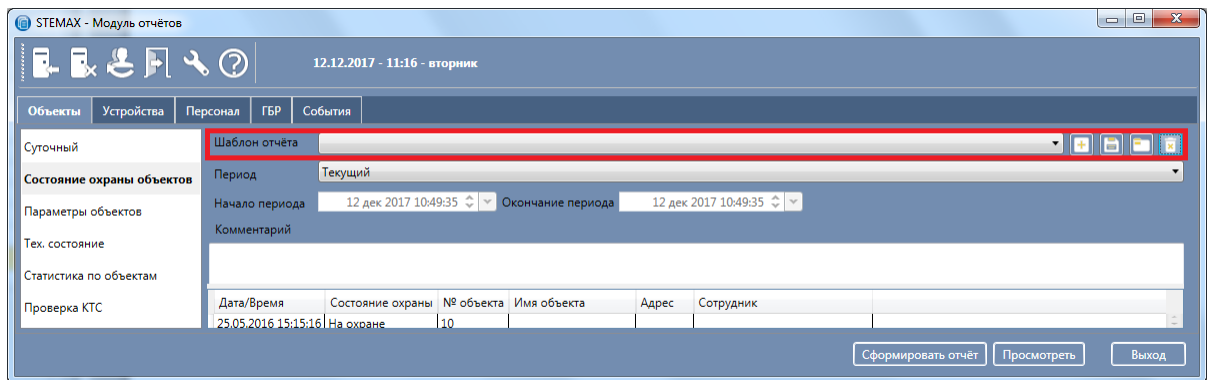 STEMAX - Модуль отчётов
12.12.2017 - 11:16 - вторник
Объекты Устройства Персонал ГБР События
Суточный
Состояние охраны объектов
Параметры объектов
Тех. состояние
Статистика по объектам
Проверка КТС
Шаблон отчёта
Период Текущий
Начало периода 12 дек 2017 10:49:35 Окончание периода 12 дек 2017 10:49:35
Комментарий
Дата/Время Состояние охраны № объекта Имя объекта Адрес Сотрудник
25.05.2016 15:15:16 На охране 10
Сформировать отчёт Просмотреть Выход